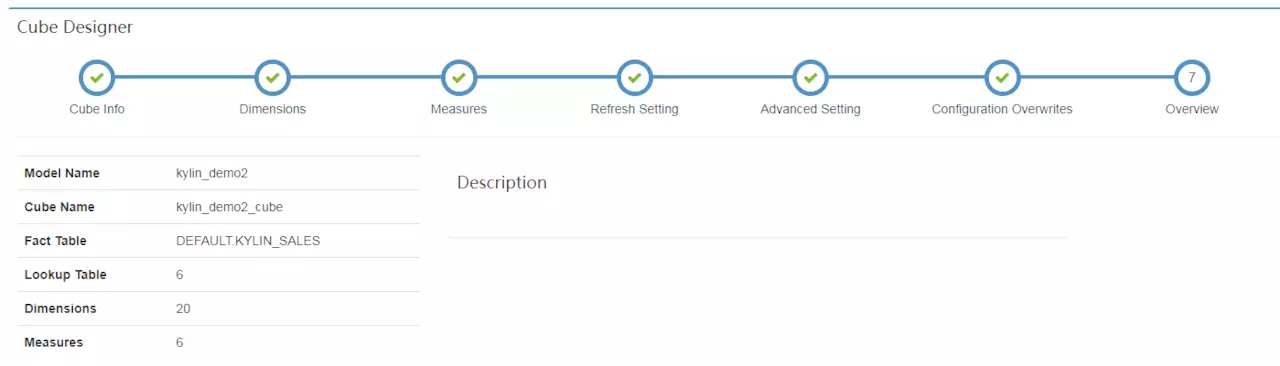 Cube Designer
7
Cube Info Dimensions Measures Refresh Setting Advanced Setting Configuration Overwrites Overview
Model Name kylin_demo2
Cube Name kylin_demo2_cube
Fact Table DEFAULT.KYLIN_SALES
Lookup Table 6
Dimensions 20
Measures 6
Description